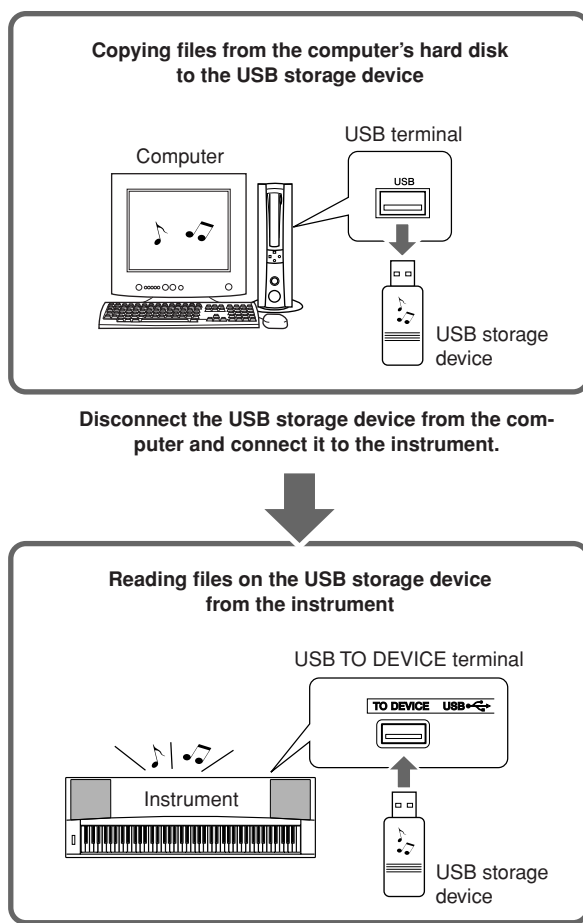 Copying files from the computer's hard disk
to the USB storage device
USB terminal
Computer
USB
USB storage
device
Disconnect the USB storage device from the com-
puter and connect it to the instrument.
Reading files on the USB storage device
from the instrument
USB TO DEVICE terminal
TO DEVICE USB
Instrument
USB storage
device